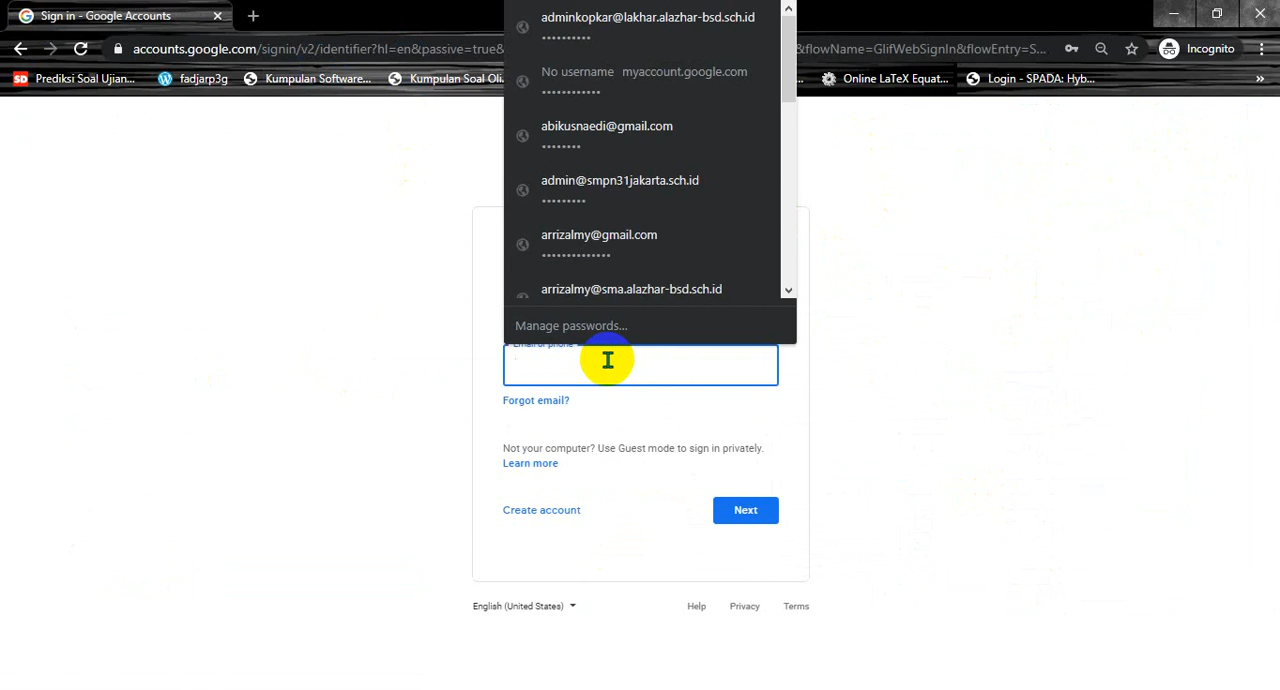 Sign in - Google Accounts
accounts.google.com/signin/v2/identifier?hl=en&passive=true&
&flowName=GlifWebSignIn&flowEntry=S...
Incognito
SD Prediksi Soal Ujian...
fadjarp3g
Kumpulan Software...
Kumpulan Soal Oli
Online LaTeX Equat...
Login - SPADA: Hyb...
adminkopkar@lakhar.alazhar-bsd.sch.id
••••••••••
No username myaccount.google.com
••••••••••••
abikusnaedi@gmail.com
••••••••
admin@smpn31jakarta.sch.id
•••••••••
arrizalmy@gmail.com
••••••••••••••
arrizalmy@sma.alazhar-bsd.sch.id
Manage passwords...
Email or phone
Forgot email?
Not your computer? Use Guest mode to sign in privately.
Learn more
Create account
Next
English (United States)
Help
Privacy
Terms